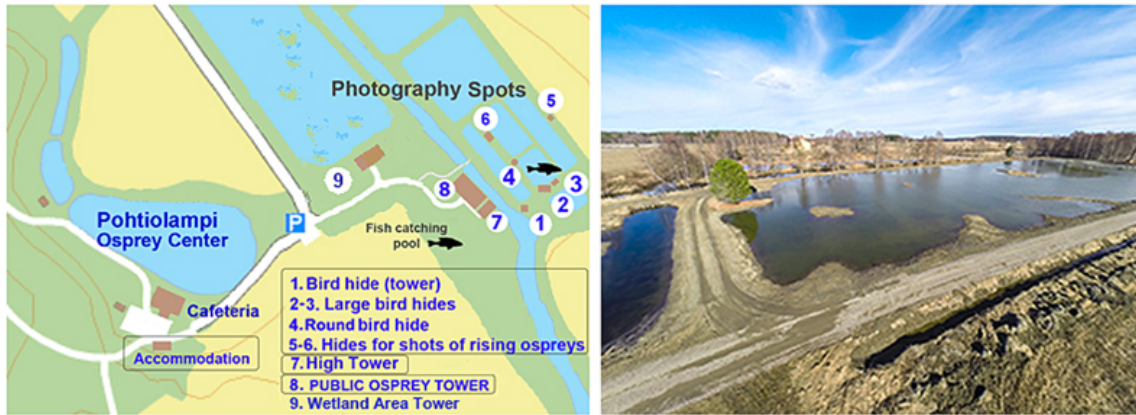 Photography Spots
5
6
9
8
4
3
2
7
1
P
Pohtiolampi
Osprey Center
Fish catching
pool
Cafeteria
Accommodation
1. Bird hide (tower)
2-3. Large bird hides
4. Round bird hide
5-6. Hides for shots of rising ospreys
7. High Tower
8. PUBLIC OSPREY TOWER
9. Wetland Area Tower